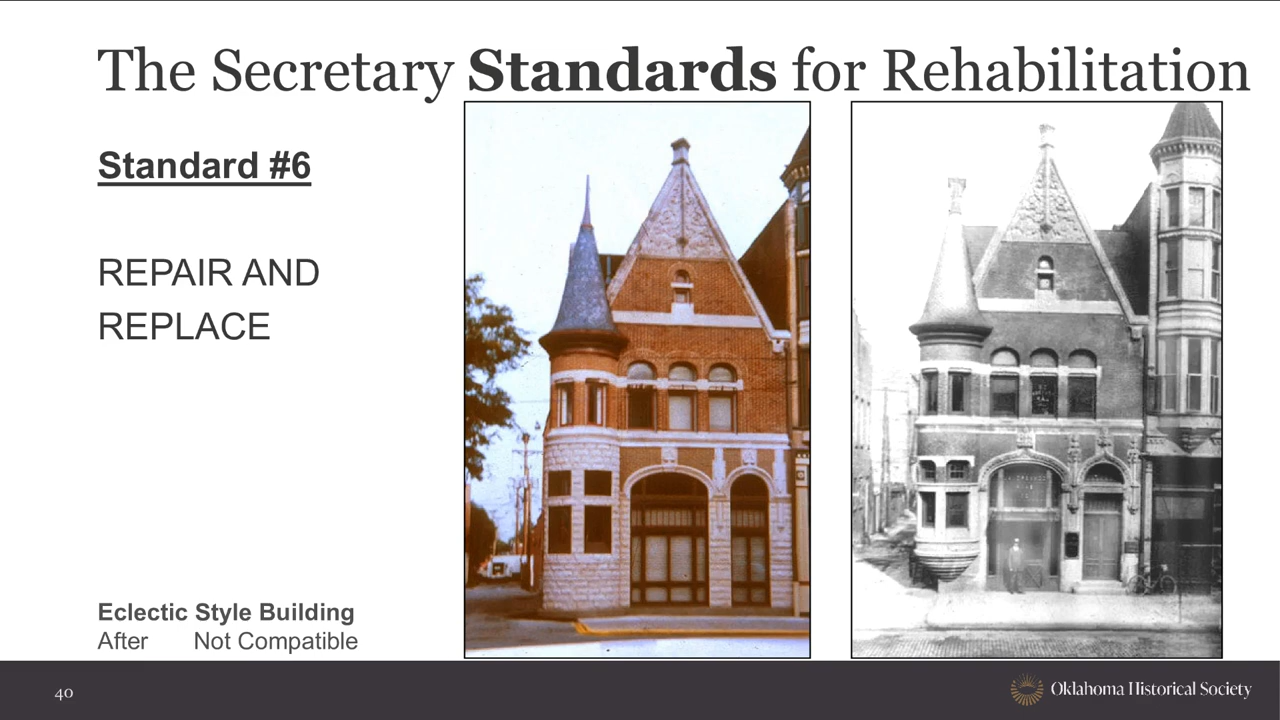 The Secretary Standards for Rehabilitation
Standard #6
REPAIR AND
REPLACE
Eclectic Style Building
After Not Compatible
40
Oklahoma Historical Society